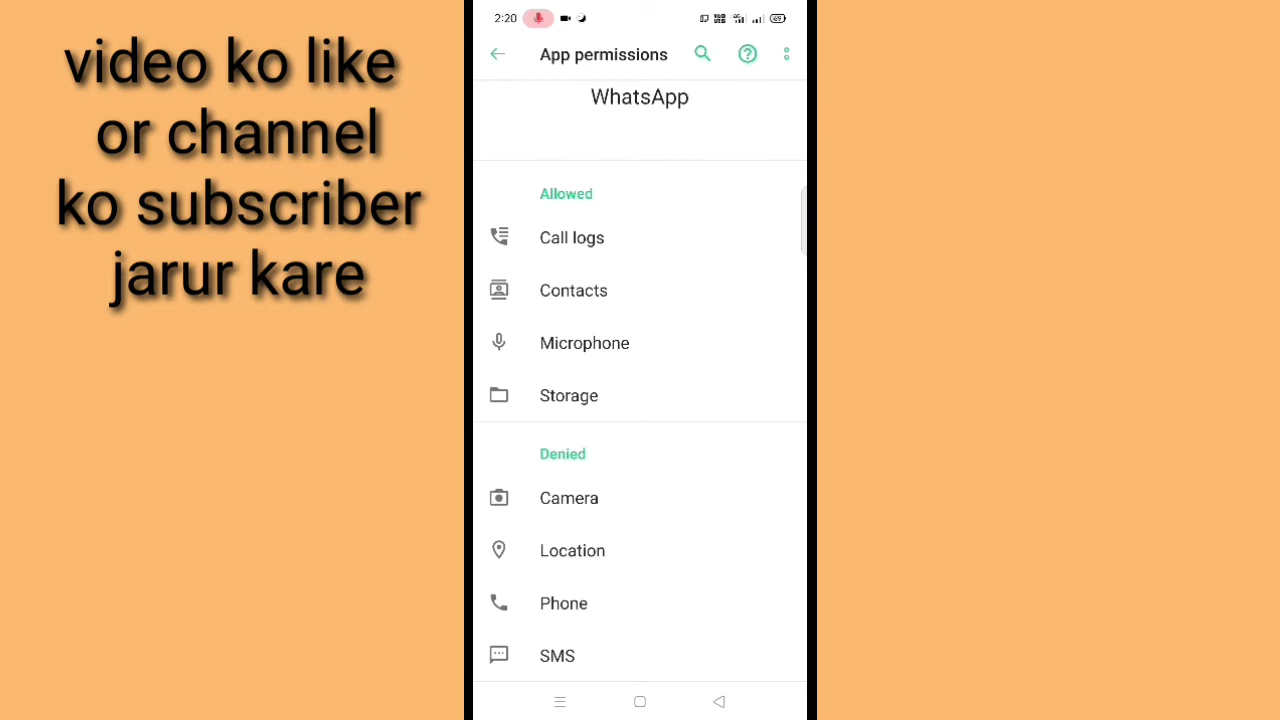 video ko like
or channel
ko subscriber
jarur kare
2:20
App permissions
WhatsApp
Allowed
Call logs
Contacts
Microphone
Storage
Denied
Camera
Location
Phone
SMS